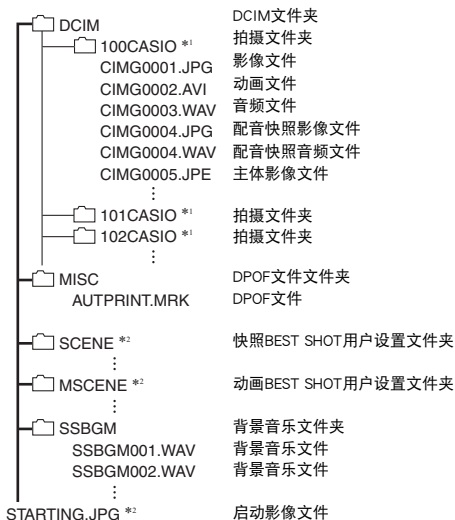 DCIM DCIM文件夹
100CASIO *1 拍摄文件夹
CIMG0001.JPG 影像文件
CIMG0002.AVI 动画文件
CIMG0003.WAV 音频文件
CIMG0004.JPG 配音快照影像文件
CIMG0004.WAV 配音快照音频文件
CIMG0005.JPE 主体影像文件
101CASIO *1 拍摄文件夹
102CASIO *1 拍摄文件夹
MISC DPOF文件文件夹
AUTPRINT.MRK DPOF文件
SCENE *2 快照BEST SHOT用户设置文件夹
MSCENE *2 动画BEST SHOT用户设置文件夹
SSBGM 背景音乐文件夹
SSBGM001.WAV 背景音乐文件
SSBGM002.WAV 背景音乐文件
STARTING.JPG *2 启动影像文件